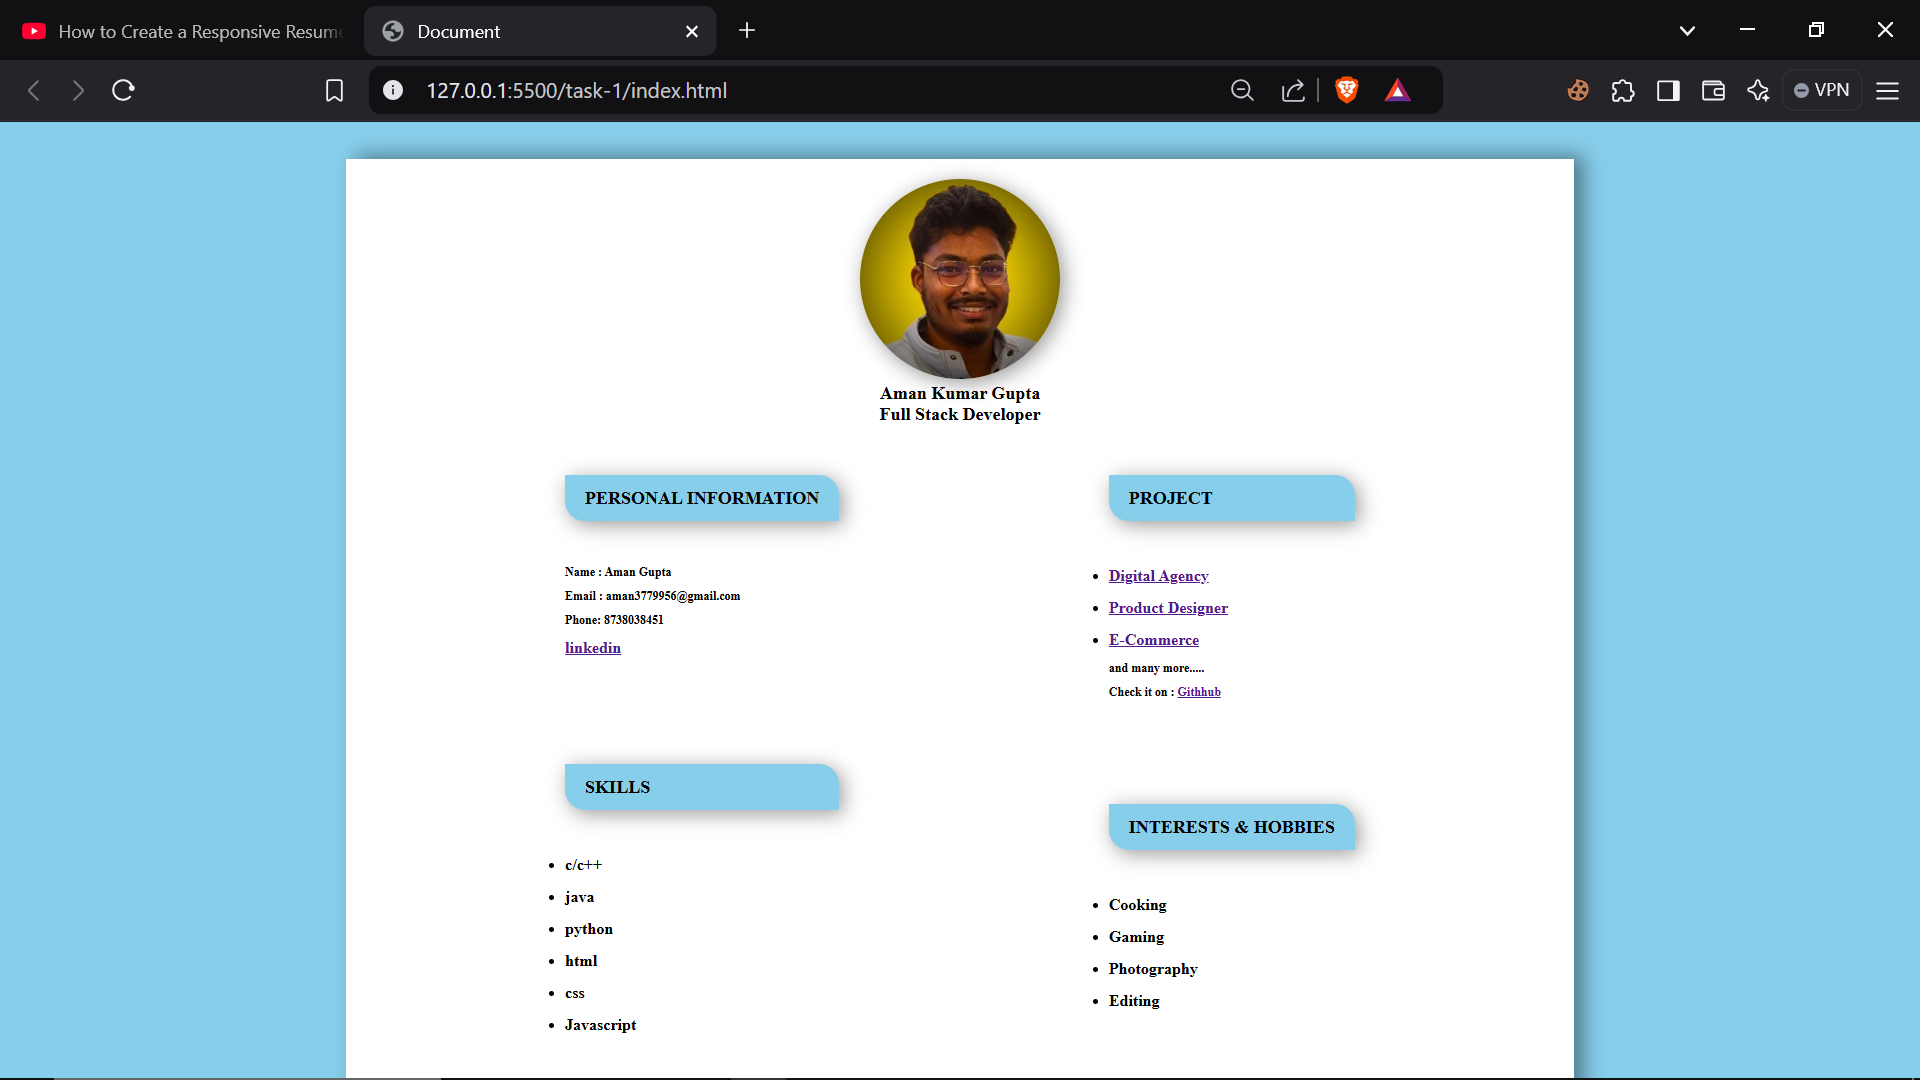 How to Create a Responsive Resum
Document
127.0.0.1:5500/task-1/index.html
VPN
Aman Kumar Gupta
Full Stack Developer
PERSONAL INFORMATION
Name : Aman Gupta
Email : aman3779956@gmail.com
Phone: 8738038451
linkedin
SKILLS
c/c++
java
python
html
css
Javascript
PROJECT
Digital Agency
Product Designer
E-Commerce
and many more.....
Check it on : Githhub
INTERESTS & HOBBIES
Cooking
Gaming
Photography
Editing